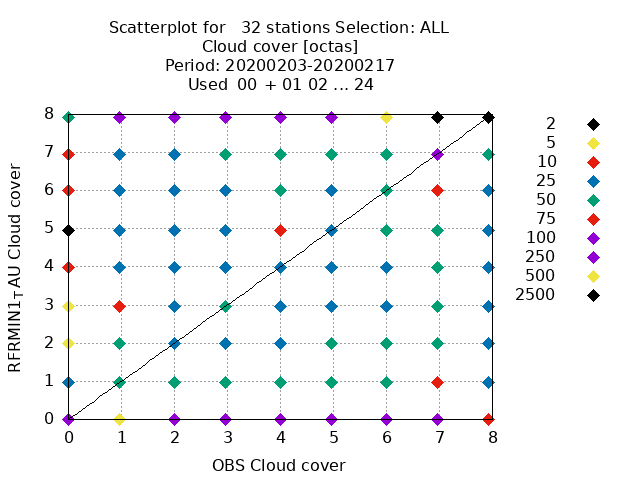 Scatterplot for   32 stations Selection: ALL
Cloud cover [octas]
Period: 20200203-20200217
Used  00 + 01 02 ... 24
8
7
6
5
4
3
2
1
0
RFRMIN1TAU Cloud cover
0 1 2 3 4 5 6 7 8
OBS Cloud cover
2
5
10
25
50
75
100
250
500
2500